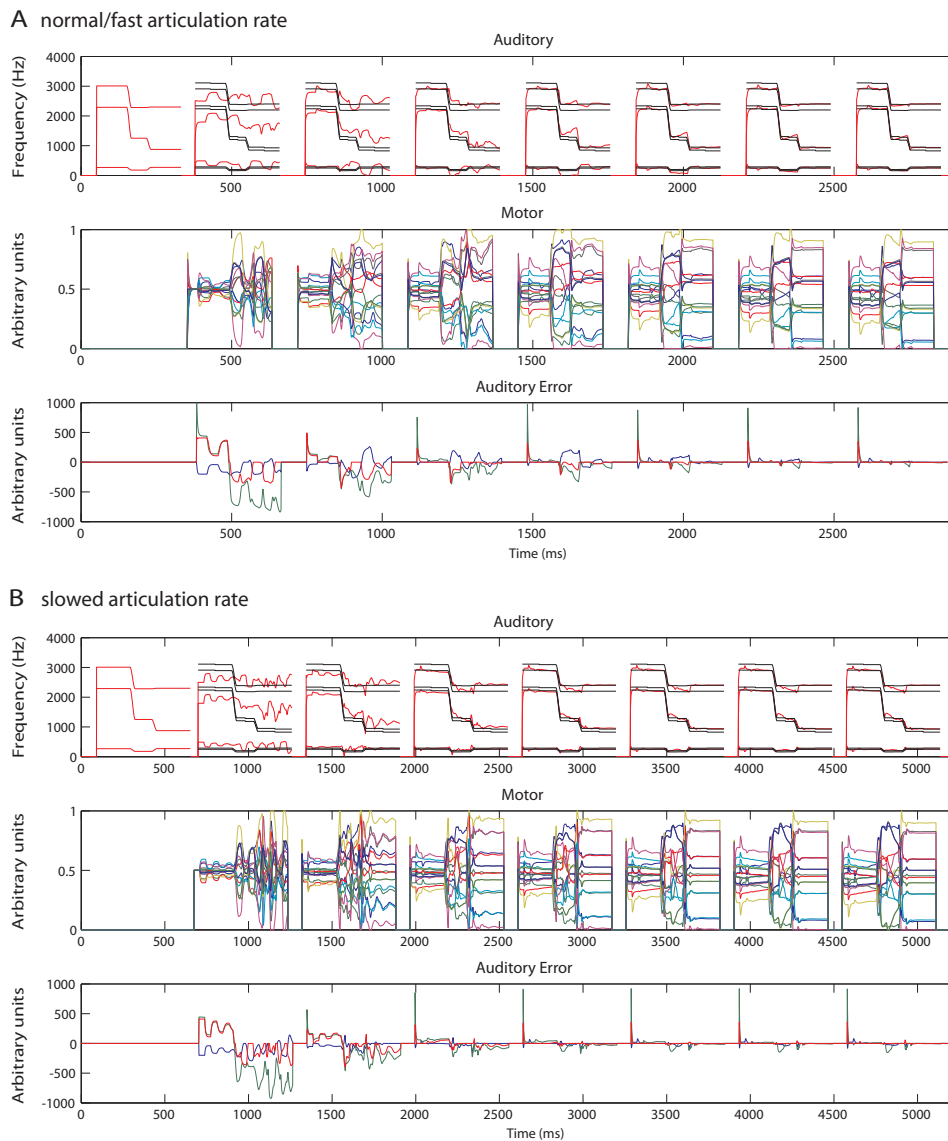 A normal/fast articulation rate
Auditory
Frequency (Hz)
4000
3000
2000
1000
0
500 1000 1500 2000 2500
Motor
Arbitrary units
1
0.5
0
500 1000 1500 2000 2500
Auditory Error
Arbitrary units
1000
500
0
-500
-1000
0 500 1000 1500 2000 2500
Time (ms)
B slowed articulation rate
Auditory
Frequency (Hz)
4000
3000
2000
1000
0
0 500 1000 1500 2000 2500 3000 3500 4000 4500 5000
Motor
Arbitrary units
1
0.5
0
0 500 1000 1500 2000 2500 3000 3500 4000 4500 5000
Auditory Error
Arbitrary units
1000
500
0
-500
-1000
0 500 1000 1500 2000 2500 3000 3500 4000 4500 5000
Time (ms)